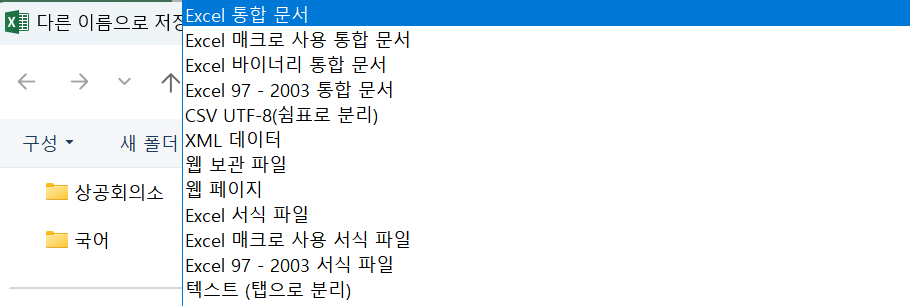 다른 이름으로 저장
Excel 통합 문서
Excel 매크로 사용 통합 문서
Excel 바이너리 통합 문서
Excel 97 - 2003 통합 문서
CSV UTF-8(쉼표로 분리)
XML 데이터
웹 보관 파일
웹 페이지
Excel 서식 파일
Excel 매크로 사용 서식 파일
Excel 97 - 2003 서식 파일
텍스트 (탭으로 분리)
구성
새 폴더
상공회의소
국어